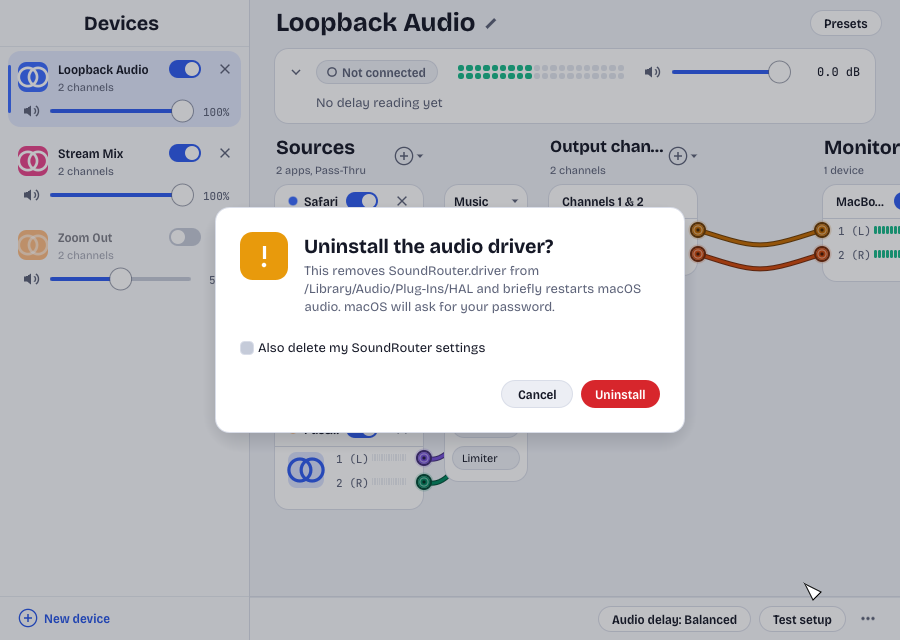 Devices
Loopback Audio
2 channels
100%
Stream Mix
2 channels
100%
Zoom Out
2 channels
New device
Loopback Audio
Presets
Not connected
0.0 dB
No delay reading yet
Sources
2 apps, Pass-Thru
Output chan...
2 channels
Monitor
1 device
Safari
Music
Channels 1 & 2
MacBo...
1 (L)
2 (R)
Uninstall the audio driver?
This removes SoundRouter.driver from
/Library/Audio/Plug-Ins/HAL and briefly restarts macOS
audio. macOS will ask for your password.
Also delete my SoundRouter settings
Cancel
Uninstall
1 (L)
2 (R)
Limiter
Audio delay: Balanced
Test setup